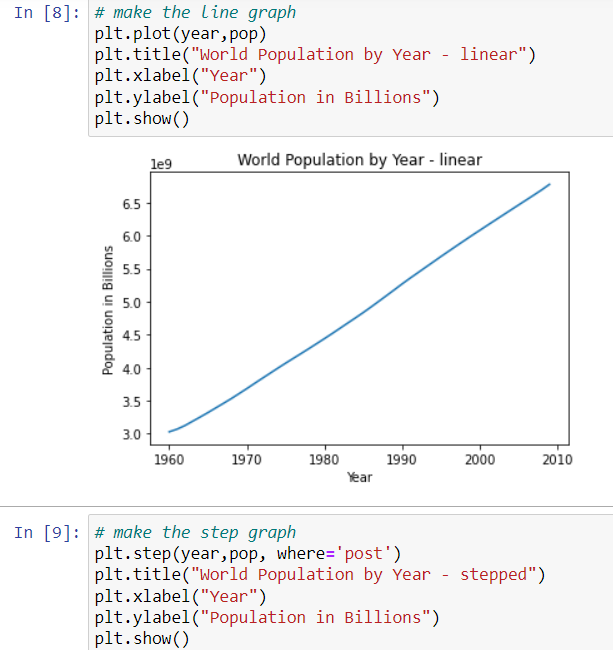 In [8]: # make the line graph
plt.plot(year,pop)
plt.title("World Population by Year - linear")
plt.xlabel("Year")
plt.ylabel("Population in Billions")
plt.show()
1e9 World Population by Year - linear
Population in Billions
6.5
6.0
5.5
5.0
4.5
4.0
3.5
3.0
1960 1970 1980 1990 2000 2010
Year
In [9]: # make the step graph
plt.step(year,pop, where='post')
plt.title("World Population by Year - stepped")
plt.xlabel("Year")
plt.ylabel("Population in Billions")
plt.show()